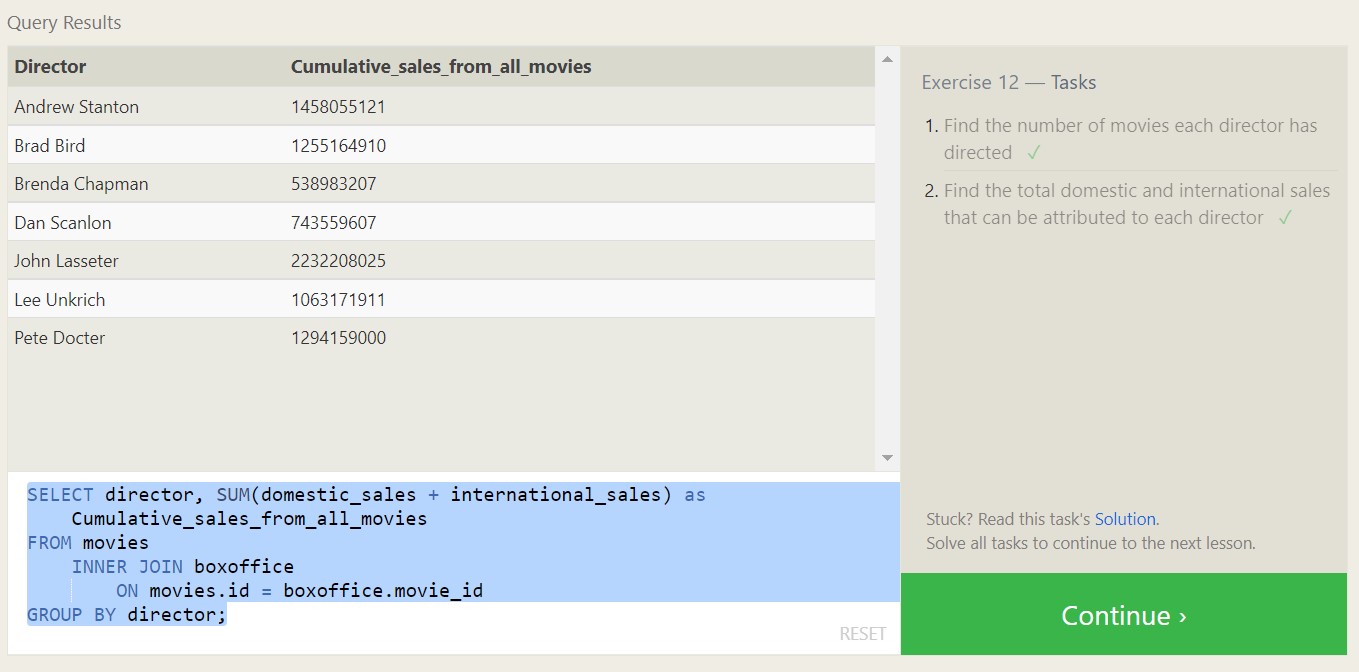 Query Results
Director Cumulative_sales_from_all_movies
Andrew Stanton 1458055121
Brad Bird 1255164910
Brenda Chapman 538983207
Dan Scanlon 743559607
John Lasseter 2232208025
Lee Unkrich 1063171911
Pete Docter 1294159000
SELECT director, SUM(domestic_sales + international_sales) as
Cumulative_sales_from_all_movies
FROM movies
INNER JOIN boxoffice
ON movies.id = boxoffice.movie_id
GROUP BY director;
RESET
Exercise 12 — Tasks
1. Find the number of movies each director has
directed ✓
2. Find the total domestic and international sales
that can be attributed to each director ✓
Stuck? Read this task's Solution.
Solve all tasks to continue to the next lesson.
Continue ›